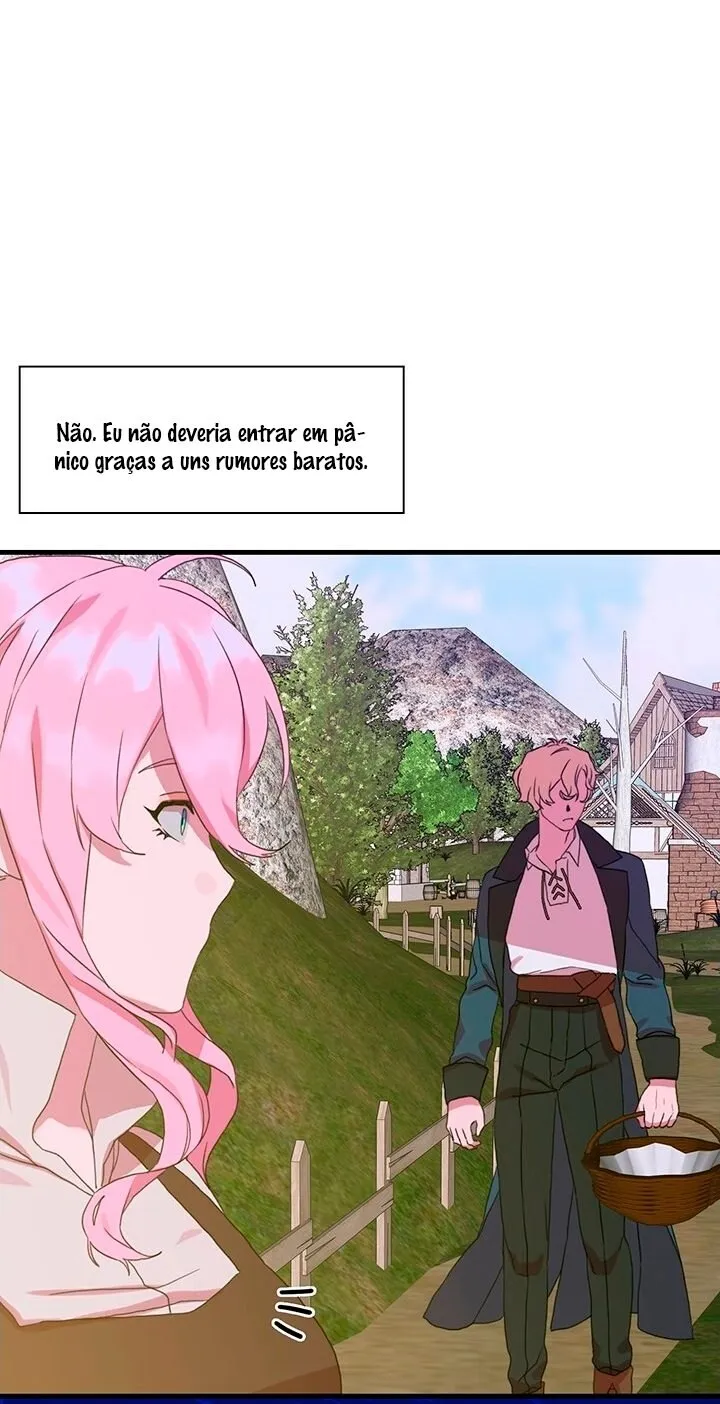 Não. Eu não deveria entrar em pâ-
nico graças a uns rumores baratos.